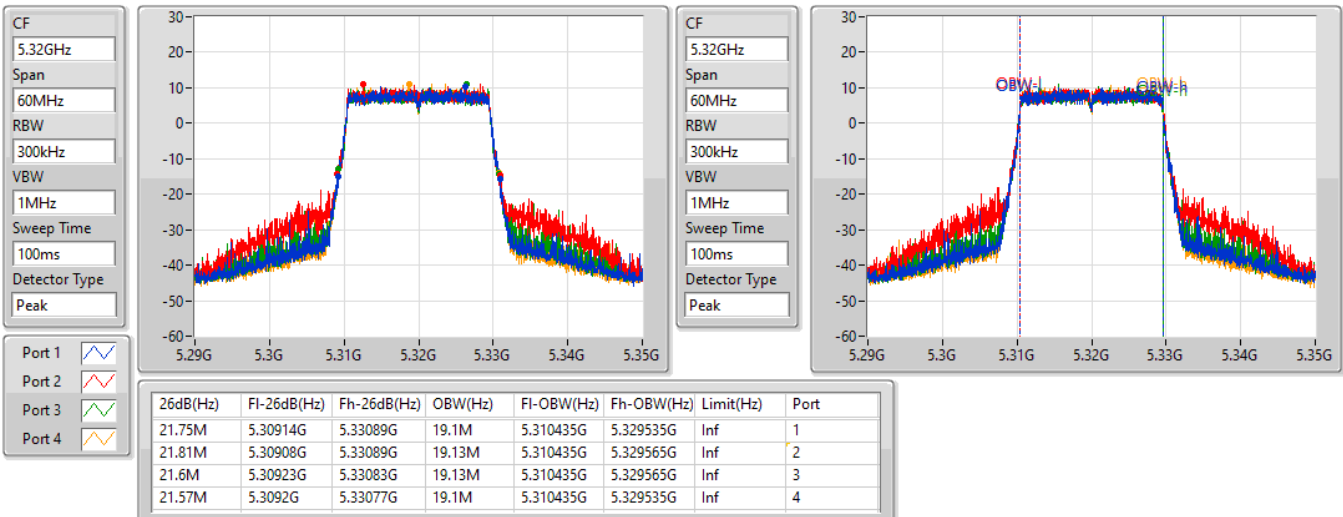 CF
5.32GHz
Span
60MHz
RBW
300kHz
VBW
1MHz
Sweep Time
100ms
Detector Type
Peak
Port 1
Port 2
Port 3
Port 4
30
20
10
0
-10
-20
-30
-40
-50
-60
5.29G 5.3G 5.31G 5.32G 5.33G 5.34G 5.35G
CF
5.32GHz
Span
60MHz
RBW
300kHz
VBW
1MHz
Sweep Time
100ms
Detector Type
Peak
30
20
10
0
-10
-20
-30
-40
-50
-60
OBW-l OBW-h
5.29G 5.3G 5.31G 5.32G 5.33G 5.34G 5.35G
26dB(Hz) Fl-26dB(Hz) Fh-26dB(Hz) OBW(Hz) Fl-OBW(Hz) Fh-OBW(Hz) Limit(Hz) Port
21.75M 5.30914G 5.33089G 19.1M 5.310435G 5.329535G Inf 1
21.81M 5.30908G 5.33089G 19.13M 5.310435G 5.329565G Inf 2
21.6M 5.30923G 5.33083G 19.13M 5.310435G 5.329565G Inf 3
21.57M 5.3092G 5.33077G 19.1M 5.310435G 5.329535G Inf 4